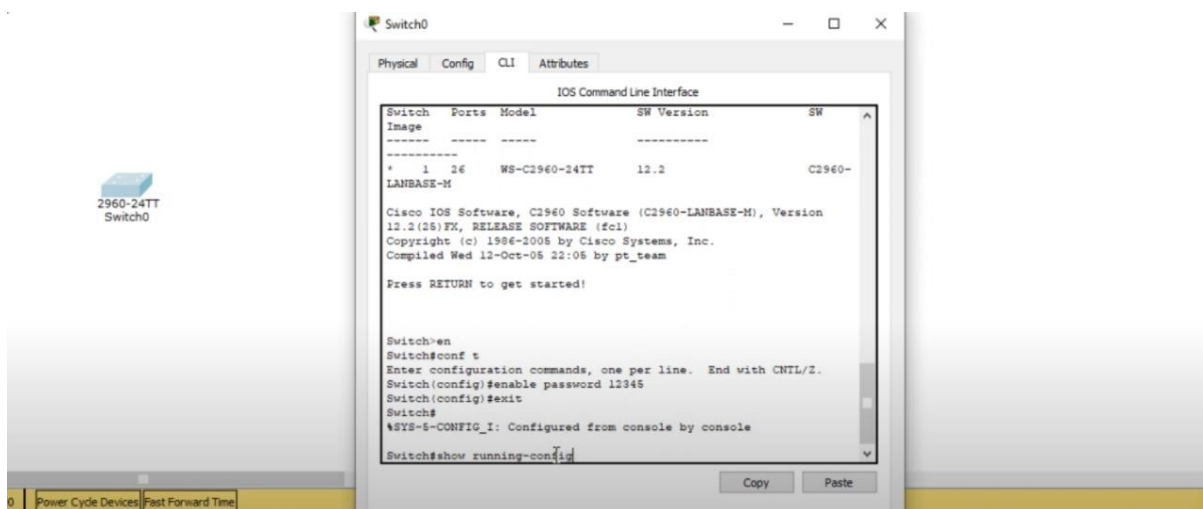 Switch0
Physical Config CLI Attributes
IOS Command Line Interface
Switch Ports Model SW Version SW
Image
------ ----- ----- ----------
----------
* 1 26 WS-C2960-24TT 12.2 C2960-
LANBASE-M
Cisco IOS Software, C2960 Software (C2960-LANBASE-M), Version
12.2(25)FX, RELEASE SOFTWARE (fc1)
Copyright (c) 1986-2005 by Cisco Systems, Inc.
Compiled Wed 12-Oct-05 22:05 by pt_team
Press RETURN to get started!
Switch>en
Switch#conf t
Enter configuration commands, one per line. End with CNTL/Z.
Switch(config)#enable password 12345
Switch(config)#exit
Switch#
%SYS-5-CONFIG_I: Configured from console by console
Switch#show running-config
Copy Paste
2960-24TT
Switch0
0 Power Cycle Devices Fast Forward Time